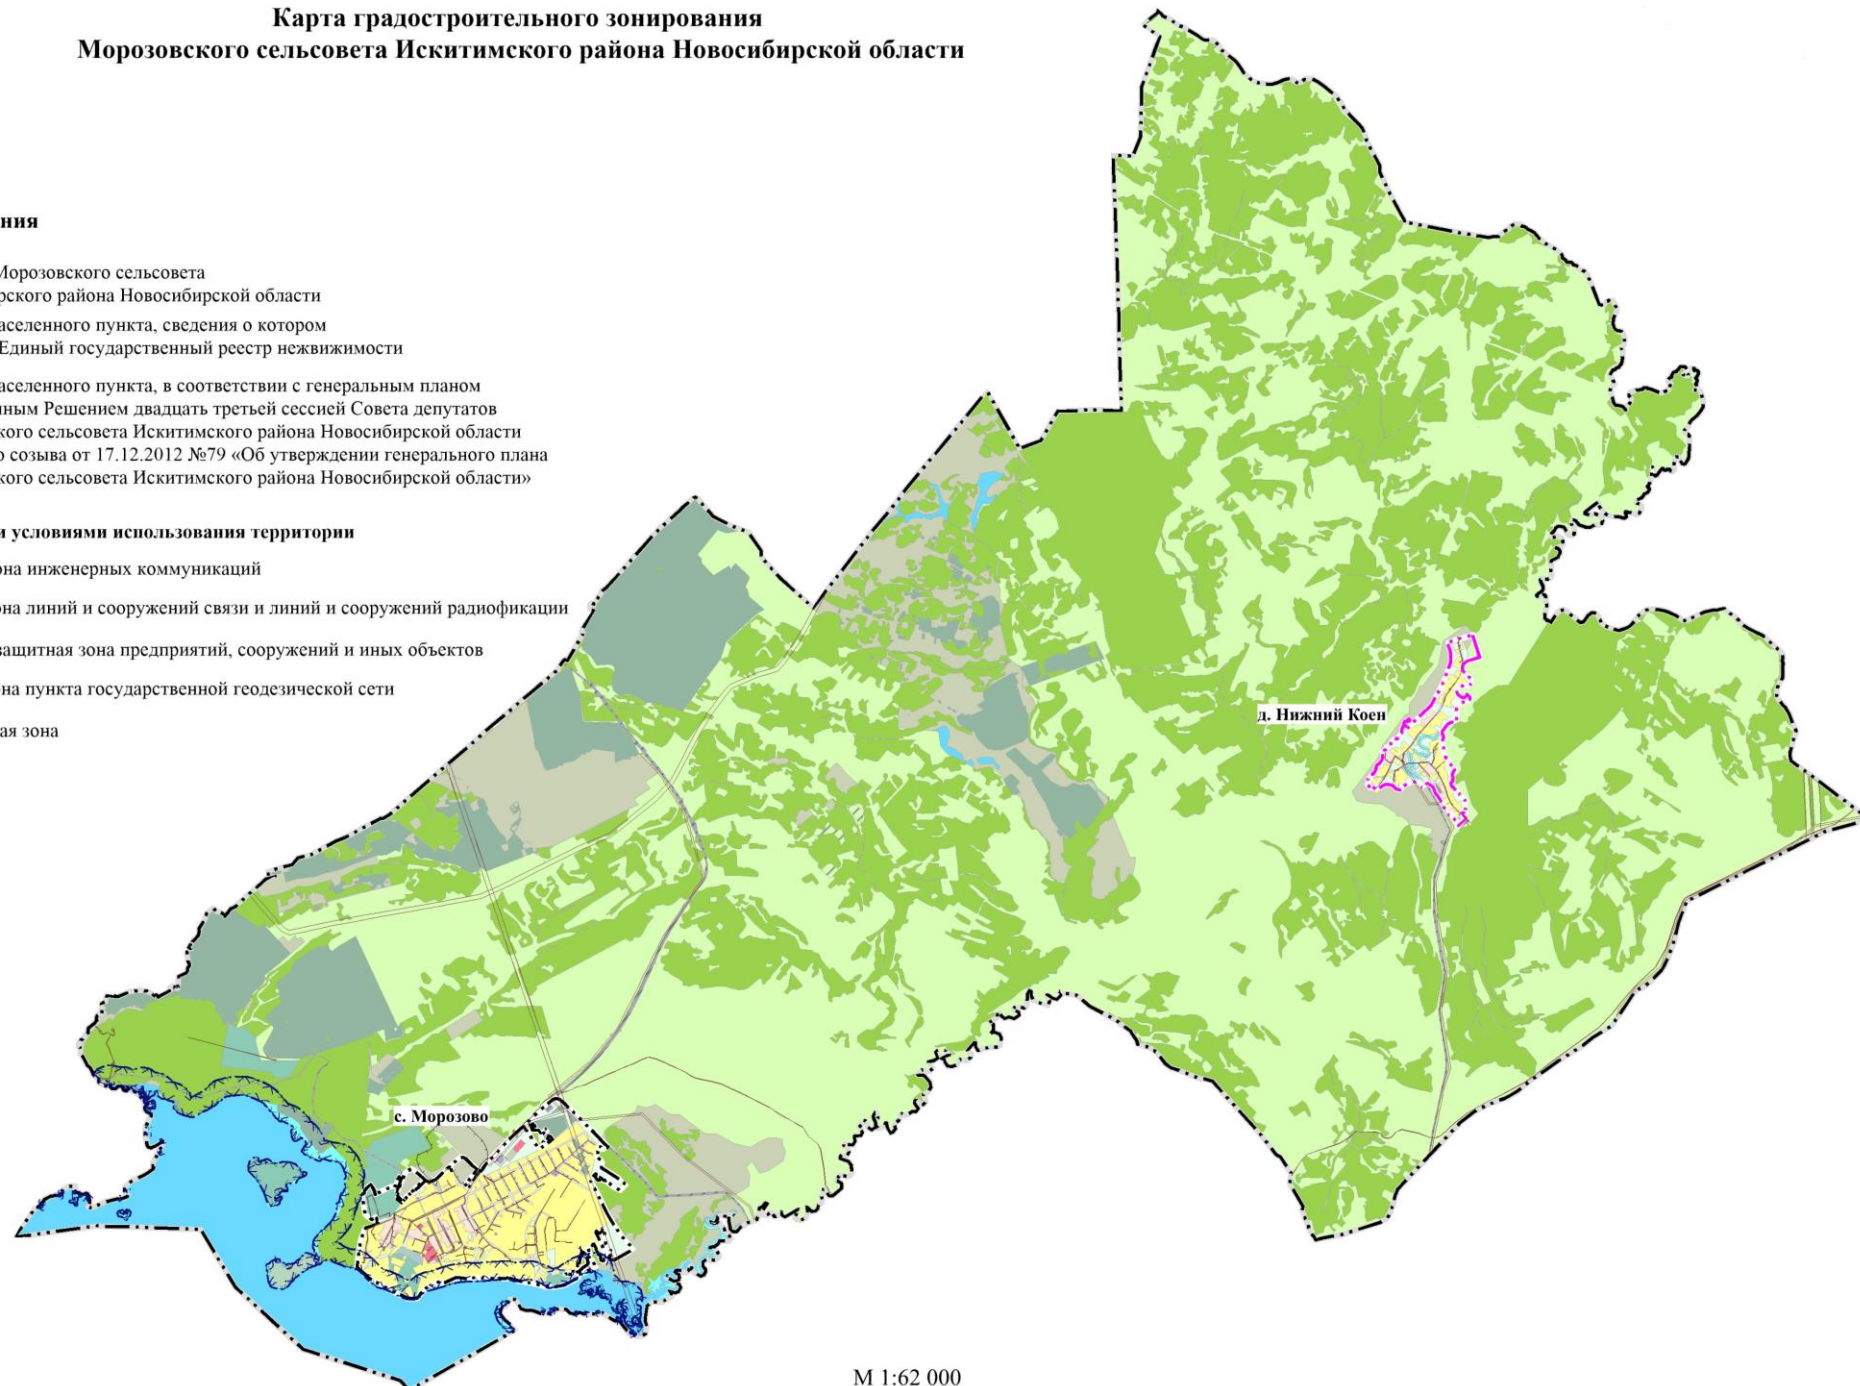 Карта градостроительного зонирования
Морозовского сельсовета Искитимского района Новосибирской области
ния
Морозовского сельсовета
рского района Новосибирской области
аселенного пункта, сведения о котором
Единый государственный реестр нежвижимости
аселенного пункта, в соответствии с генеральным планом
нным Решением двадцать третьей сессией Совета депутатов
кого сельсовета Искитимского района Новосибирской области
о созыва от 17.12.2012 №79 «Об утверждении генерального плана
кого сельсовета Искитимского района Новосибирской области»
и условиями использования территории
она инженерных коммуникаций
она линий и сооружений связи и линий и сооружений радиофикации
защитная зона предприятий, сооружений и иных объектов
она пункта государственной геодезической сети
ая зона
д. Нижний Коен
с. Морозово
М 1:62 000